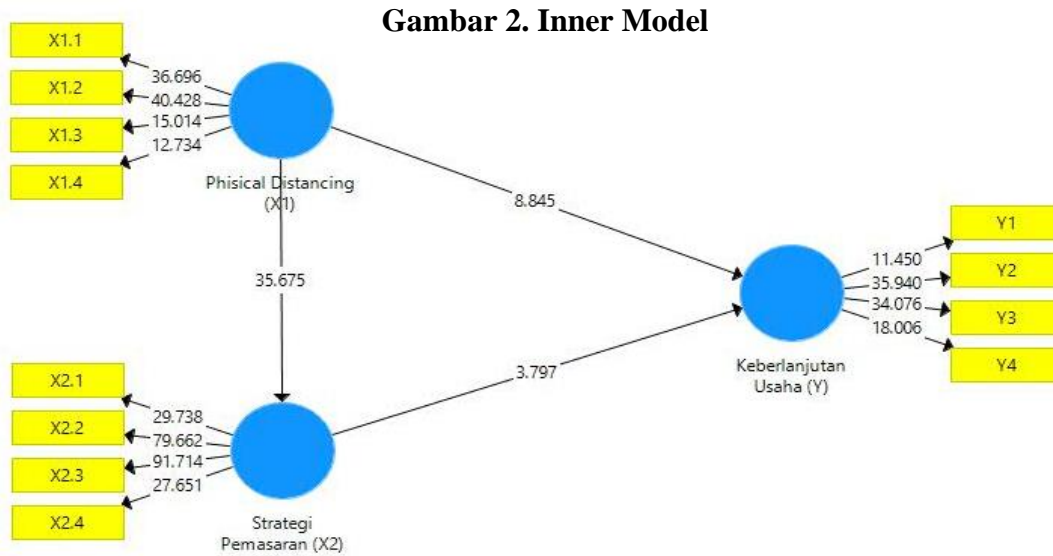 Gambar 2. Inner Model
X1.1
X1.2
X1.3
X1.4
36.696
40.428
15.014
12.734
Phisical Distancing
(X1)
8.845
35.675
3.797
X2.1
X2.2
X2.3
X2.4
29.738
79.662
91.714
27.651
Strategi
Pemasaran (X2)
Keberlanjutan
Usaha (Y)
11.450
35.940
34.076
18.006
Y1
Y2
Y3
Y4